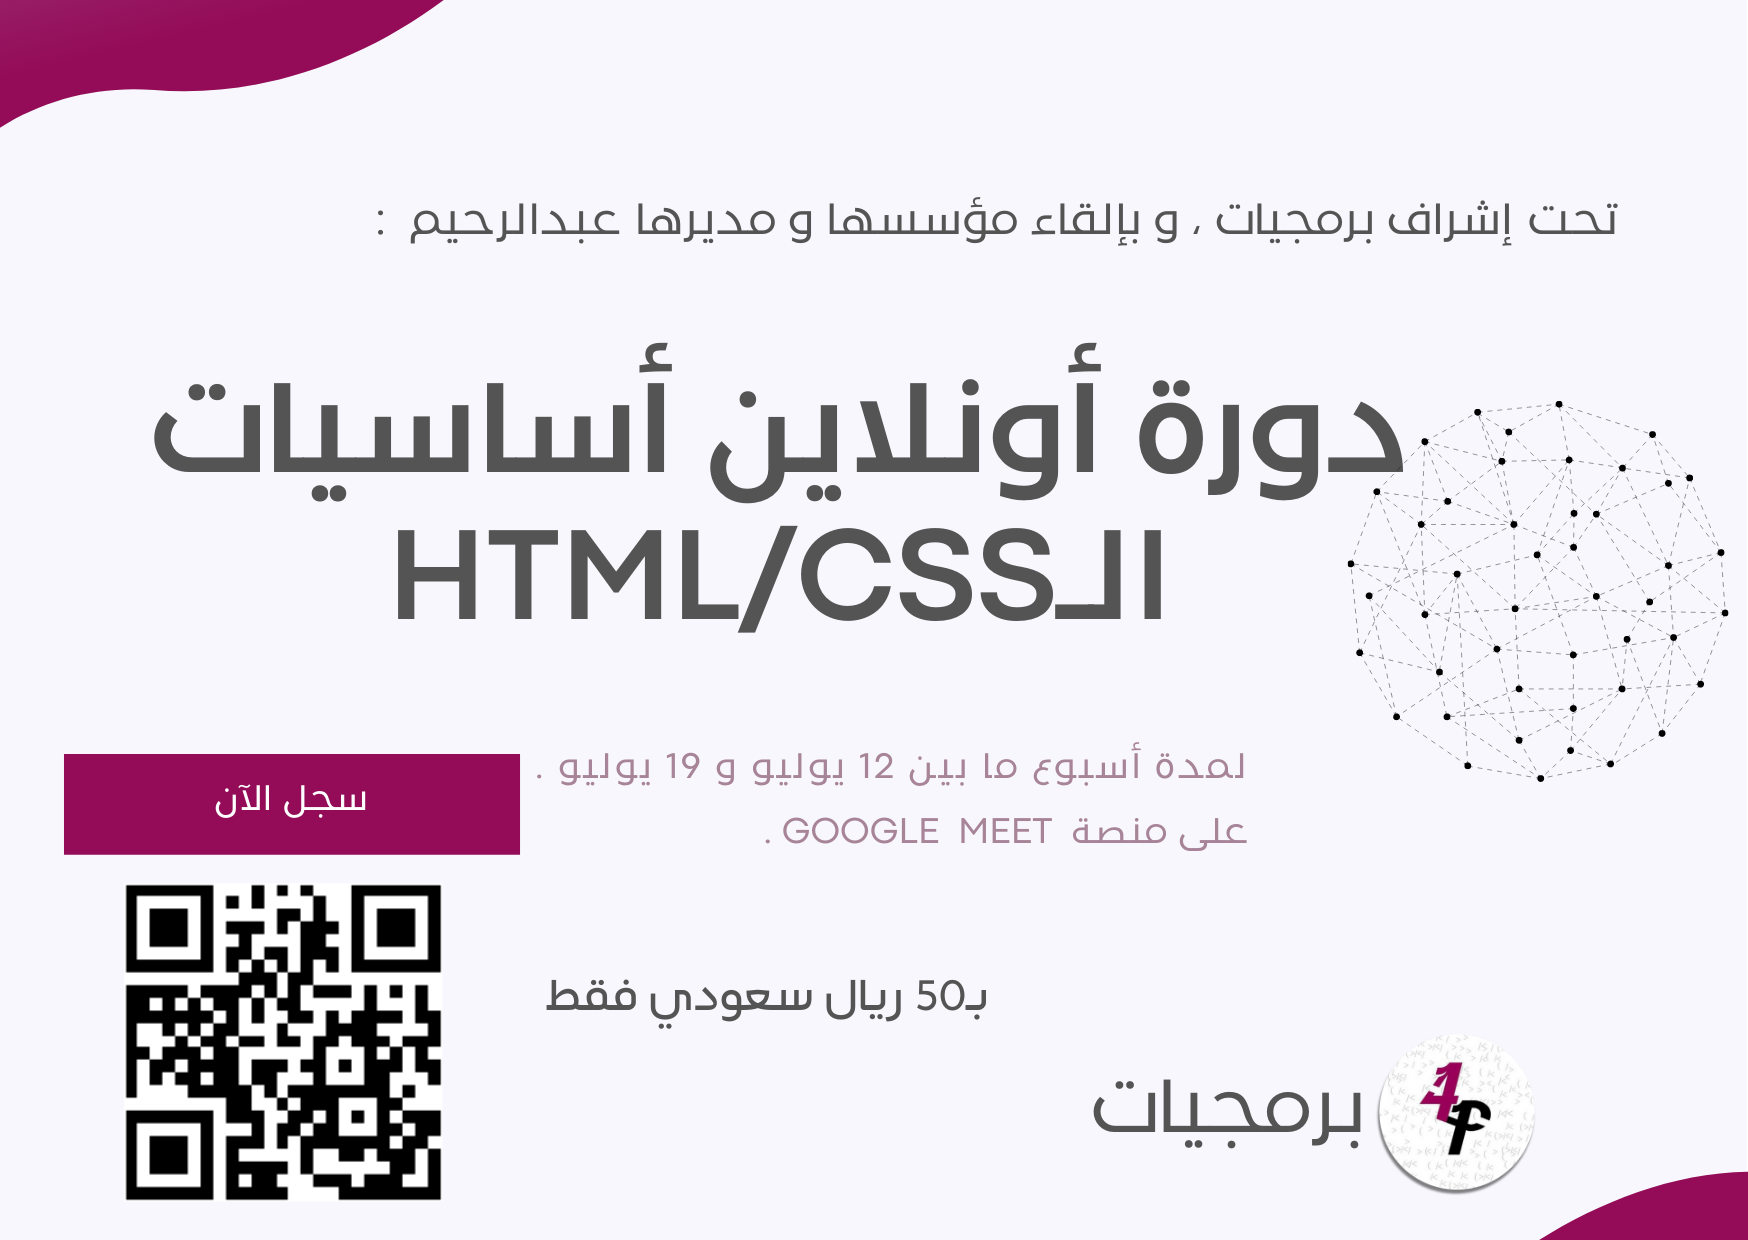 تحت إشراف برمجيات ، و بإلقاء مؤسسها و مديرها عبدالرحيم :
دورة أونلاين أساسيات
الـHTML/CSS
لمدة أسبوع ما بين 12 يوليو و 19 يوليو .
على منصة GOOGLE MEET .
سجل الآن
بـ50 ريال سعودي فقط
برمجيات